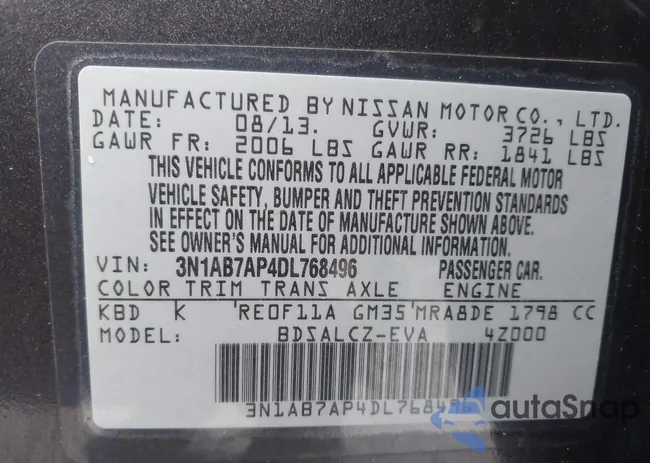 MANUFACTURED BY NISSAN MOTOR CO., LTD.
DATE: 08/13. GVWR: 3726 LBS
GAWR FR: 2006 LBS GAWR RR: 1841 LBS
THIS VEHICLE CONFORMS TO ALL APPLICABLE FEDERAL MOTOR
VEHICLE SAFETY, BUMPER AND THEFT PREVENTION STANDARDS
IN EFFECT ON THE DATE OF MANUFACTURE SHOWN ABOVE.
SEE OWNER'S MANUAL FOR ADDITIONAL INFORMATION.
VIN: 3N1AB7AP4DL768496 PASSENGER CAR.
COLOR TRIM TRANS AXLE ENGINE
KBD K 'RE0F11A GM35'MRA8DE 1798 CC
MODEL: BDSALCZ-EVA 4Z000
3N1AB7AP4DL768496
autoSnap